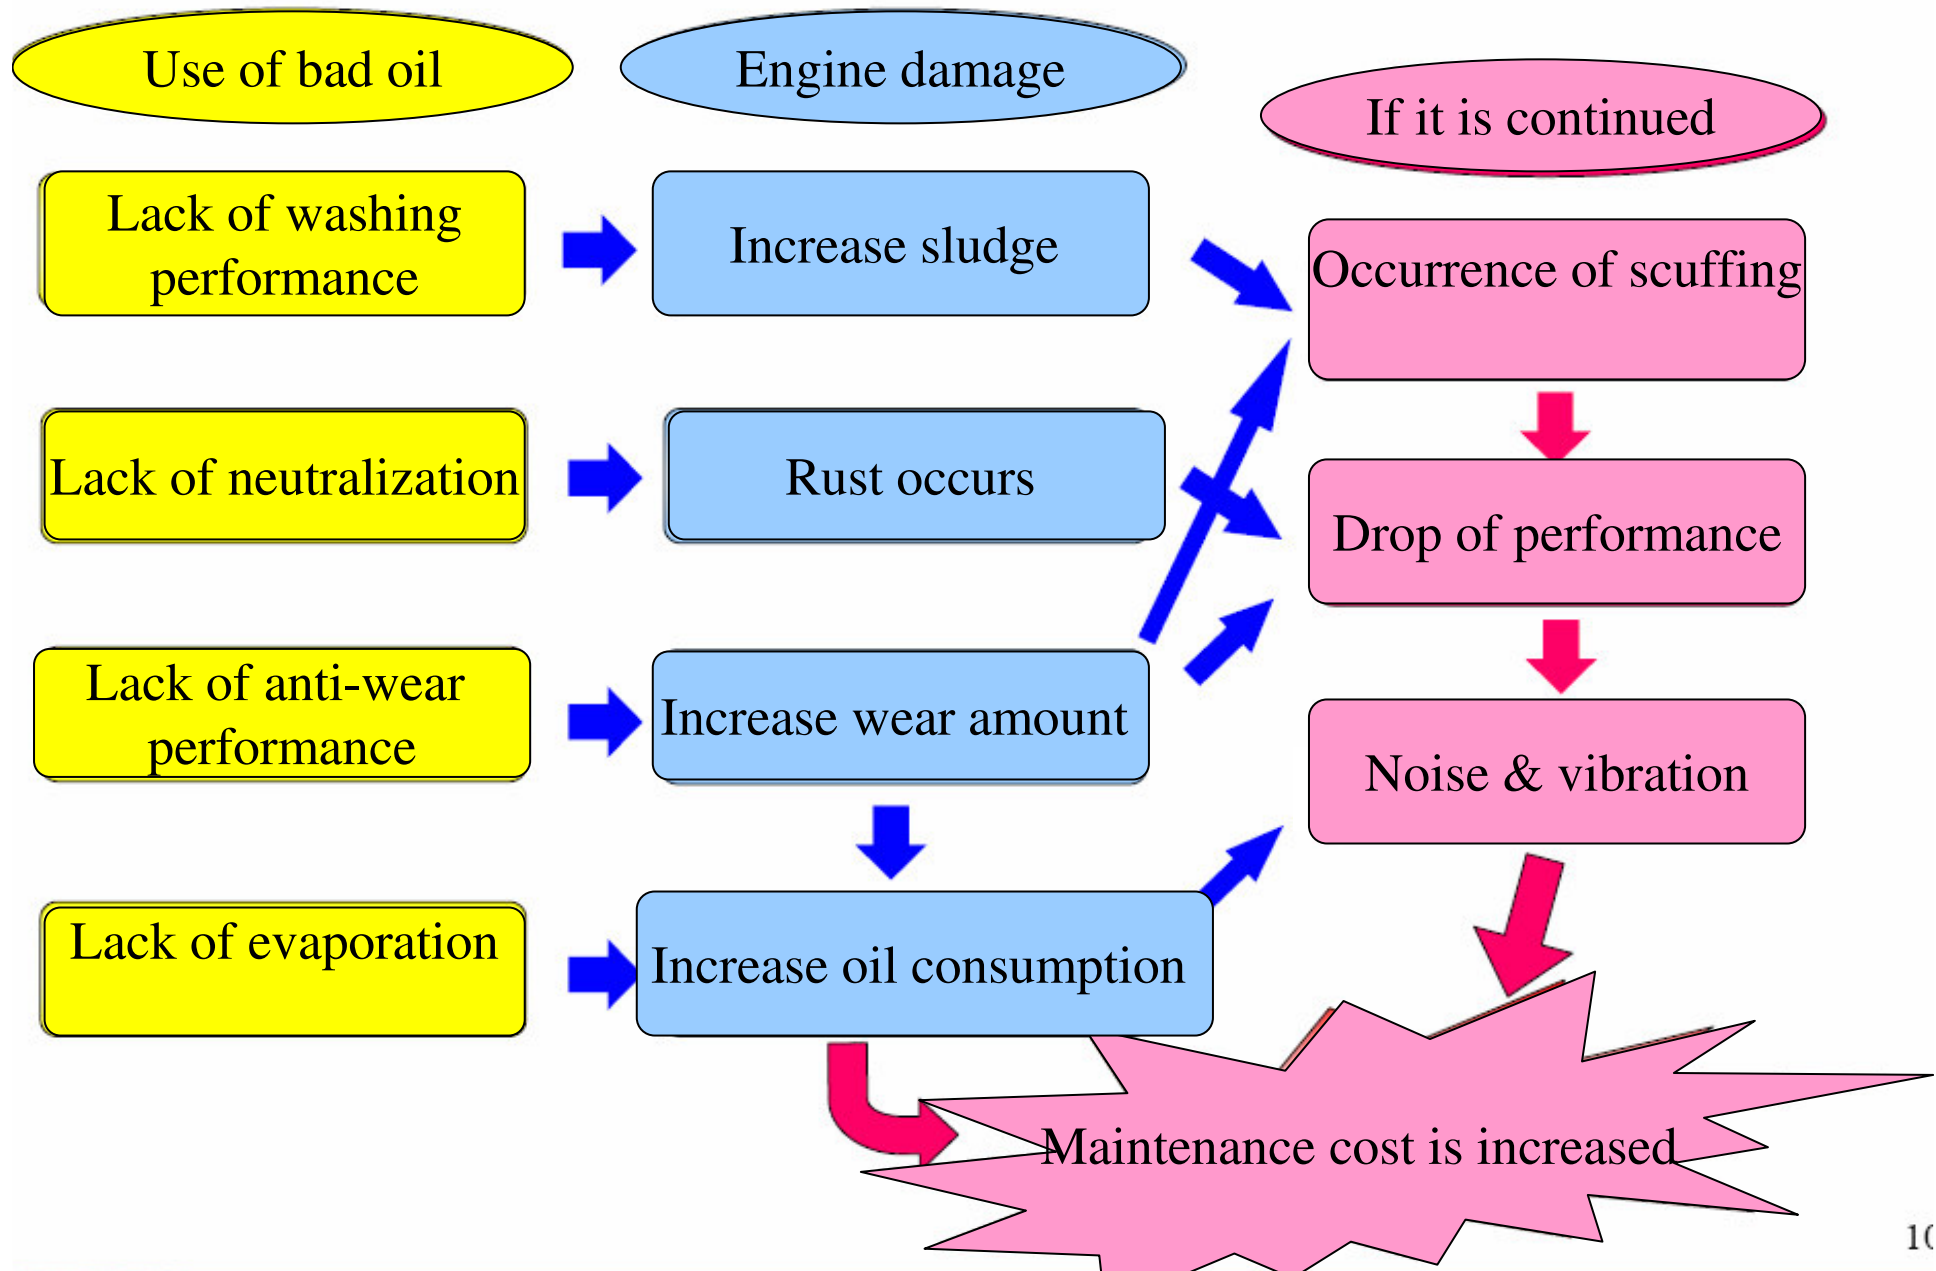 Use of bad oil
Engine damage
If it is continued
Lack of washing
performance
Increase sludge
Occurrence of scuffing
Lack of neutralization
Rust occurs
Drop of performance
Lack of anti-wear
performance
Increase wear amount
Noise & vibration
Lack of evaporation
Increase oil consumption
Maintenance cost is increased